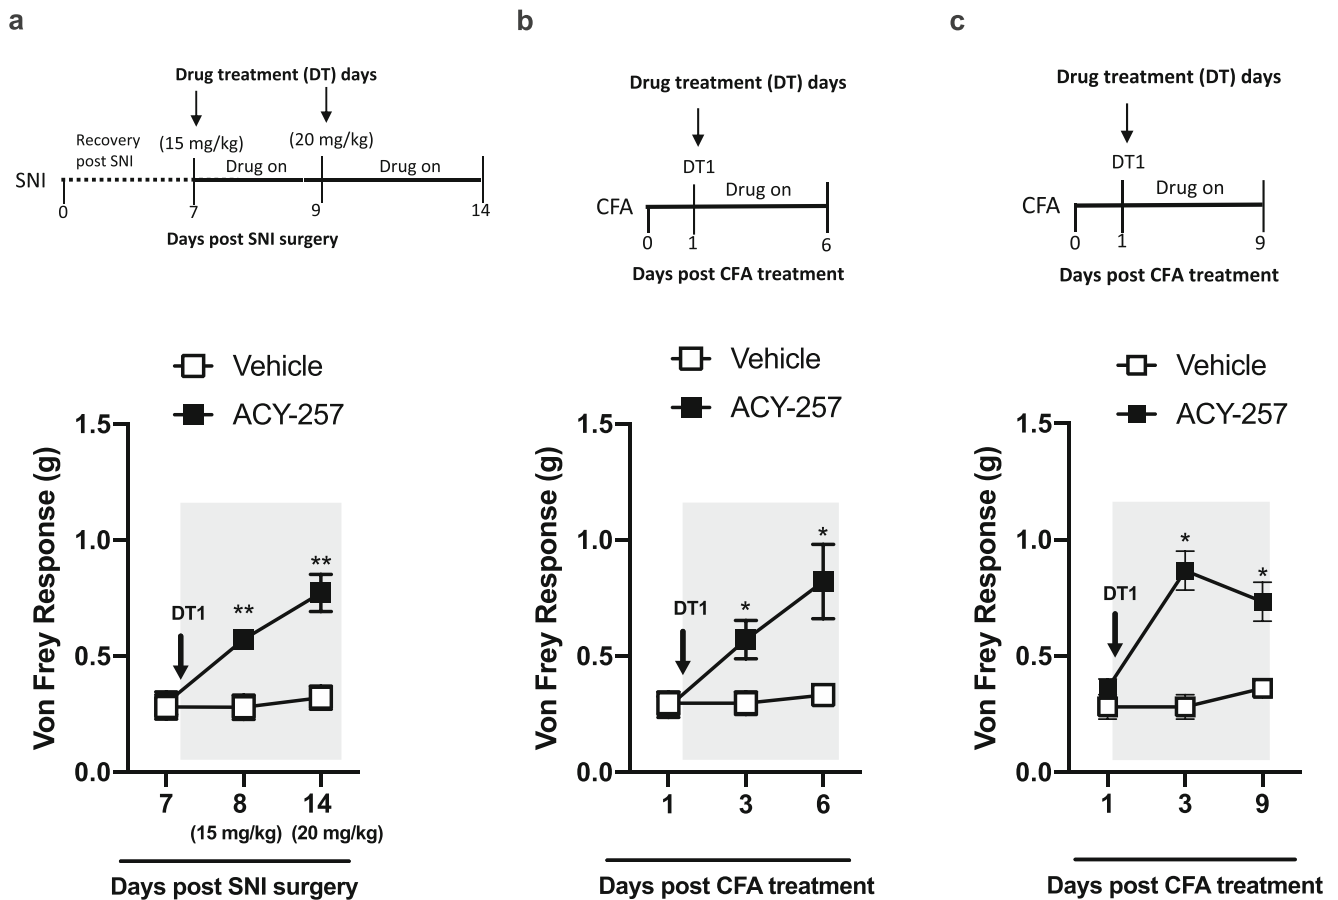 a
Drug treatment (DT) days
Recovery
post SNI
(15 mg/kg)
(20 mg/kg)
Drug on
Drug on
SNI
0
7
9
14
Days post SNI surgery
Vehicle
ACY-257
Von Frey Response (g)
1.5
1.0
0.5
0.0
DT1
**
**
7
8
14
(15 mg/kg)
(20 mg/kg)
Days post SNI surgery
b
Drug treatment (DT) days
DT1
Drug on
CFA
0
1
6
Days post CFA treatment
Vehicle
ACY-257
Von Frey Response (g)
1.5
1.0
0.5
0.0
DT1
*
*
1
3
6
Days post CFA treatment
c
Drug treatment (DT) days
DT1
Drug on
CFA
0
1
9
Days post CFA treatment
Vehicle
ACY-257
Von Frey Response (g)
1.5
1.0
0.5
0.0
DT1
*
*
1
3
9
Days post CFA treatment